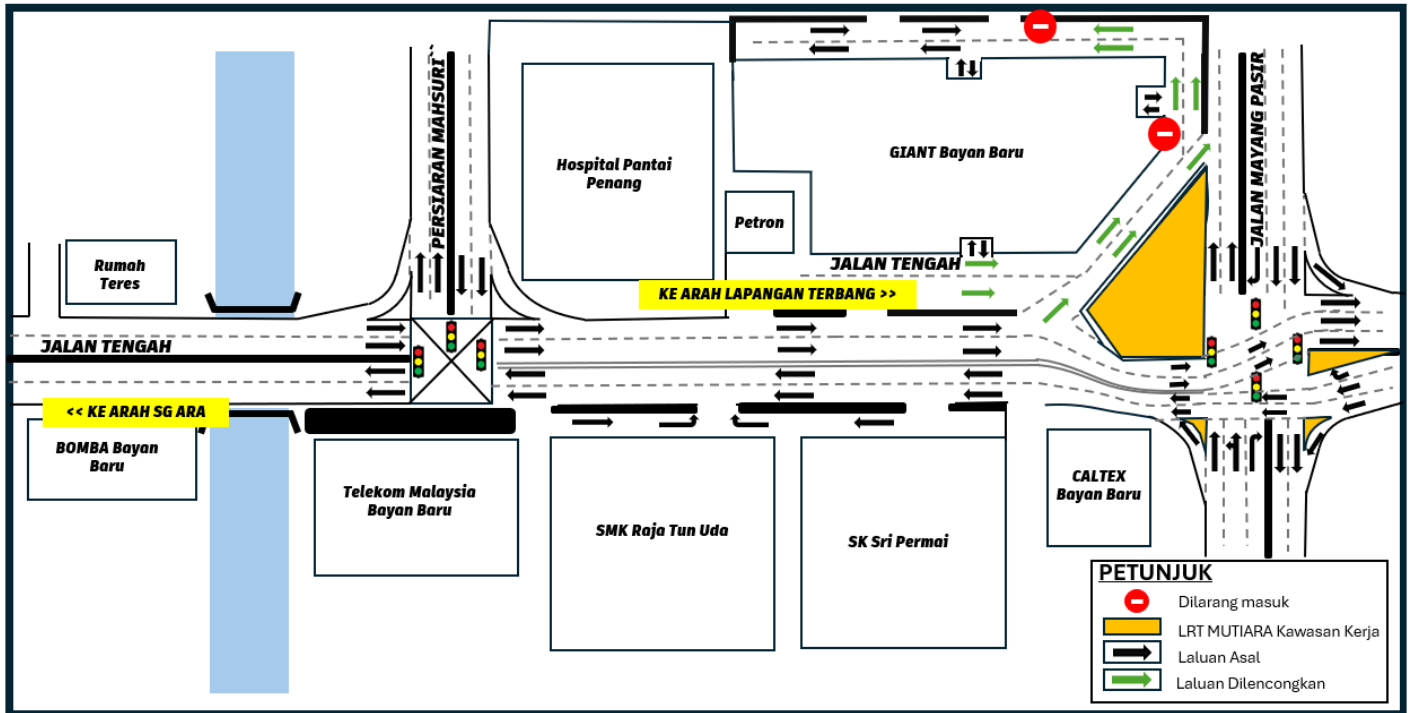 PERSIARAN MAHSURI
JALAN MAYANG PASIR
Hospital Pantai
Penang
GIANT Bayan Baru
Petron
Rumah
Teres
JALAN TENGAH
KE ARAH LAPANGAN TERBANG >>
JALAN TENGAH
<< KE ARAH SG ARA
BOMBA Bayan
Baru
Telekom Malaysia
Bayan Baru
SMK Raja Tun Uda
SK Sri Permai
CALTEX
Bayan Baru
PETUNJUK
Dilarang masuk
LRT MUTIARA Kawasan Kerja
Laluan Asal
Laluan Dilencongkan